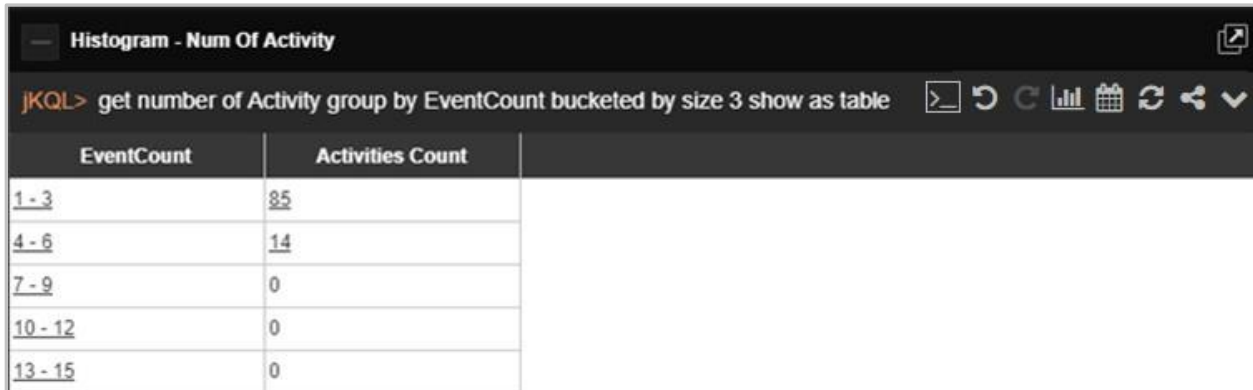 Histogram - Num Of Activity
jKQL> get number of Activity group by EventCount bucketed by size 3 show as table
EventCount Activities Count
1 - 3 85
4 - 6 14
7 - 9 0
10 - 12 0
13 - 15 0